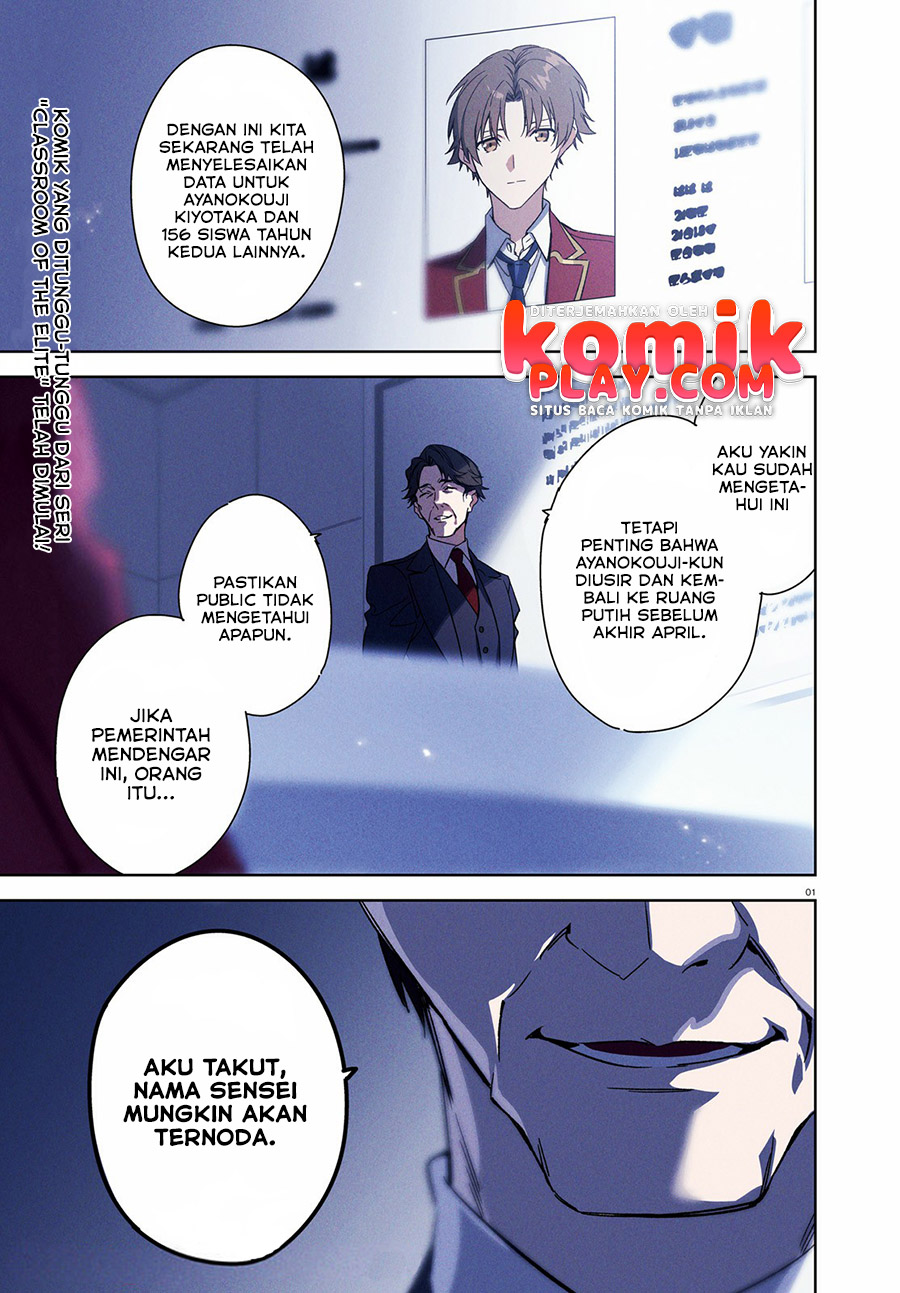 KOMIK YANG DITUNGGU-TUNGGU DARI SERI
"CLASSROOM OF THE ELITE" TELAH DIMULAI!
DENGAN INI KITA
SEKARANG TELAH
MENYELESAIKAN
DATA UNTUK
AYANOKOUJI
KIYOTAKA DAN
156 SISWA TAHUN
KEDUA LAINNYA.
DITERJEMAHKAN OLEH
komik
PLAY.COM
SITUS BACA KOMIK TANPA IKLAN
AKU YAKIN
KAU SUDAH
MENGETA-
HUI INI
TETAPI
PENTING BAHWA
AYANOKOUJI-KUN
DIUSIR DAN KEM-
BALI KE RUANG
PUTIH SEBELUM
AKHIR APRIL.
PASTIKAN
PUBLIC TIDAK
MENGETAHUI
APAPUN.
JIKA
PEMERINTAH
MENDENGAR
INI, ORANG
ITU...
01
AKU TAKUT,
NAMA SENSEI
MUNGKIN AKAN
TERNODA.